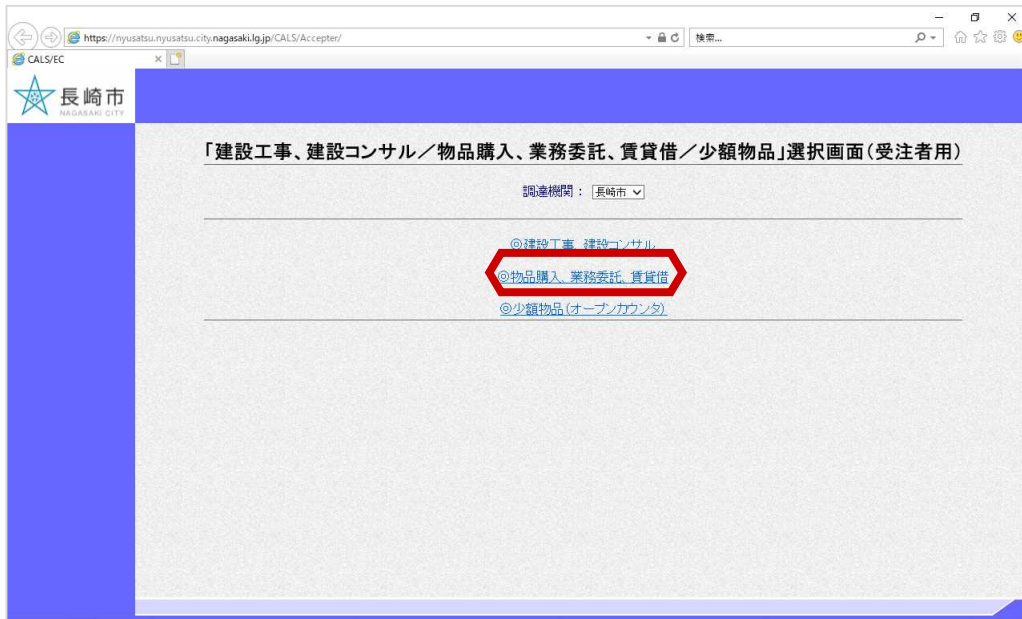 https://nyusatsu.nyusatsu.city.nagasaki.lg.jp/CALS/Accepter/
検索...
CALS/EC
長崎市
NAGASAKI CITY
「建設工事、建設コンサル／物品購入、業務委託、賃貸借／少額物品」選択画面（受注者用）
調達機関： 長崎市
◎建設工事、建設コンサル
◎物品購入、業務委託、賃貸借
◎少額物品(オープンカウンタ)